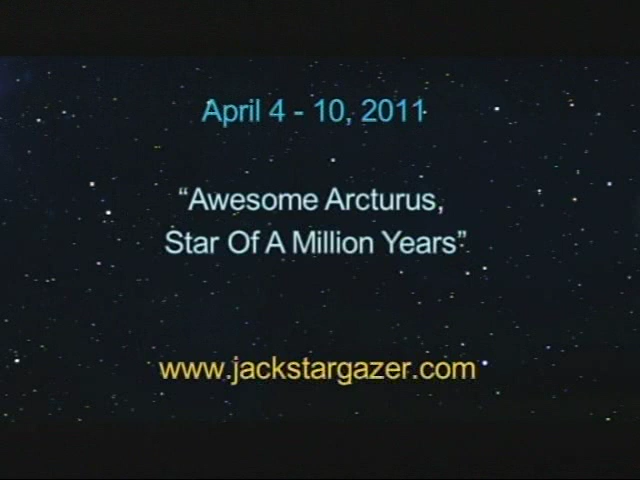 April 4 - 10, 2011
“Awesome Arcturus,
Star Of A Million Years”
www.jackstargazer.com